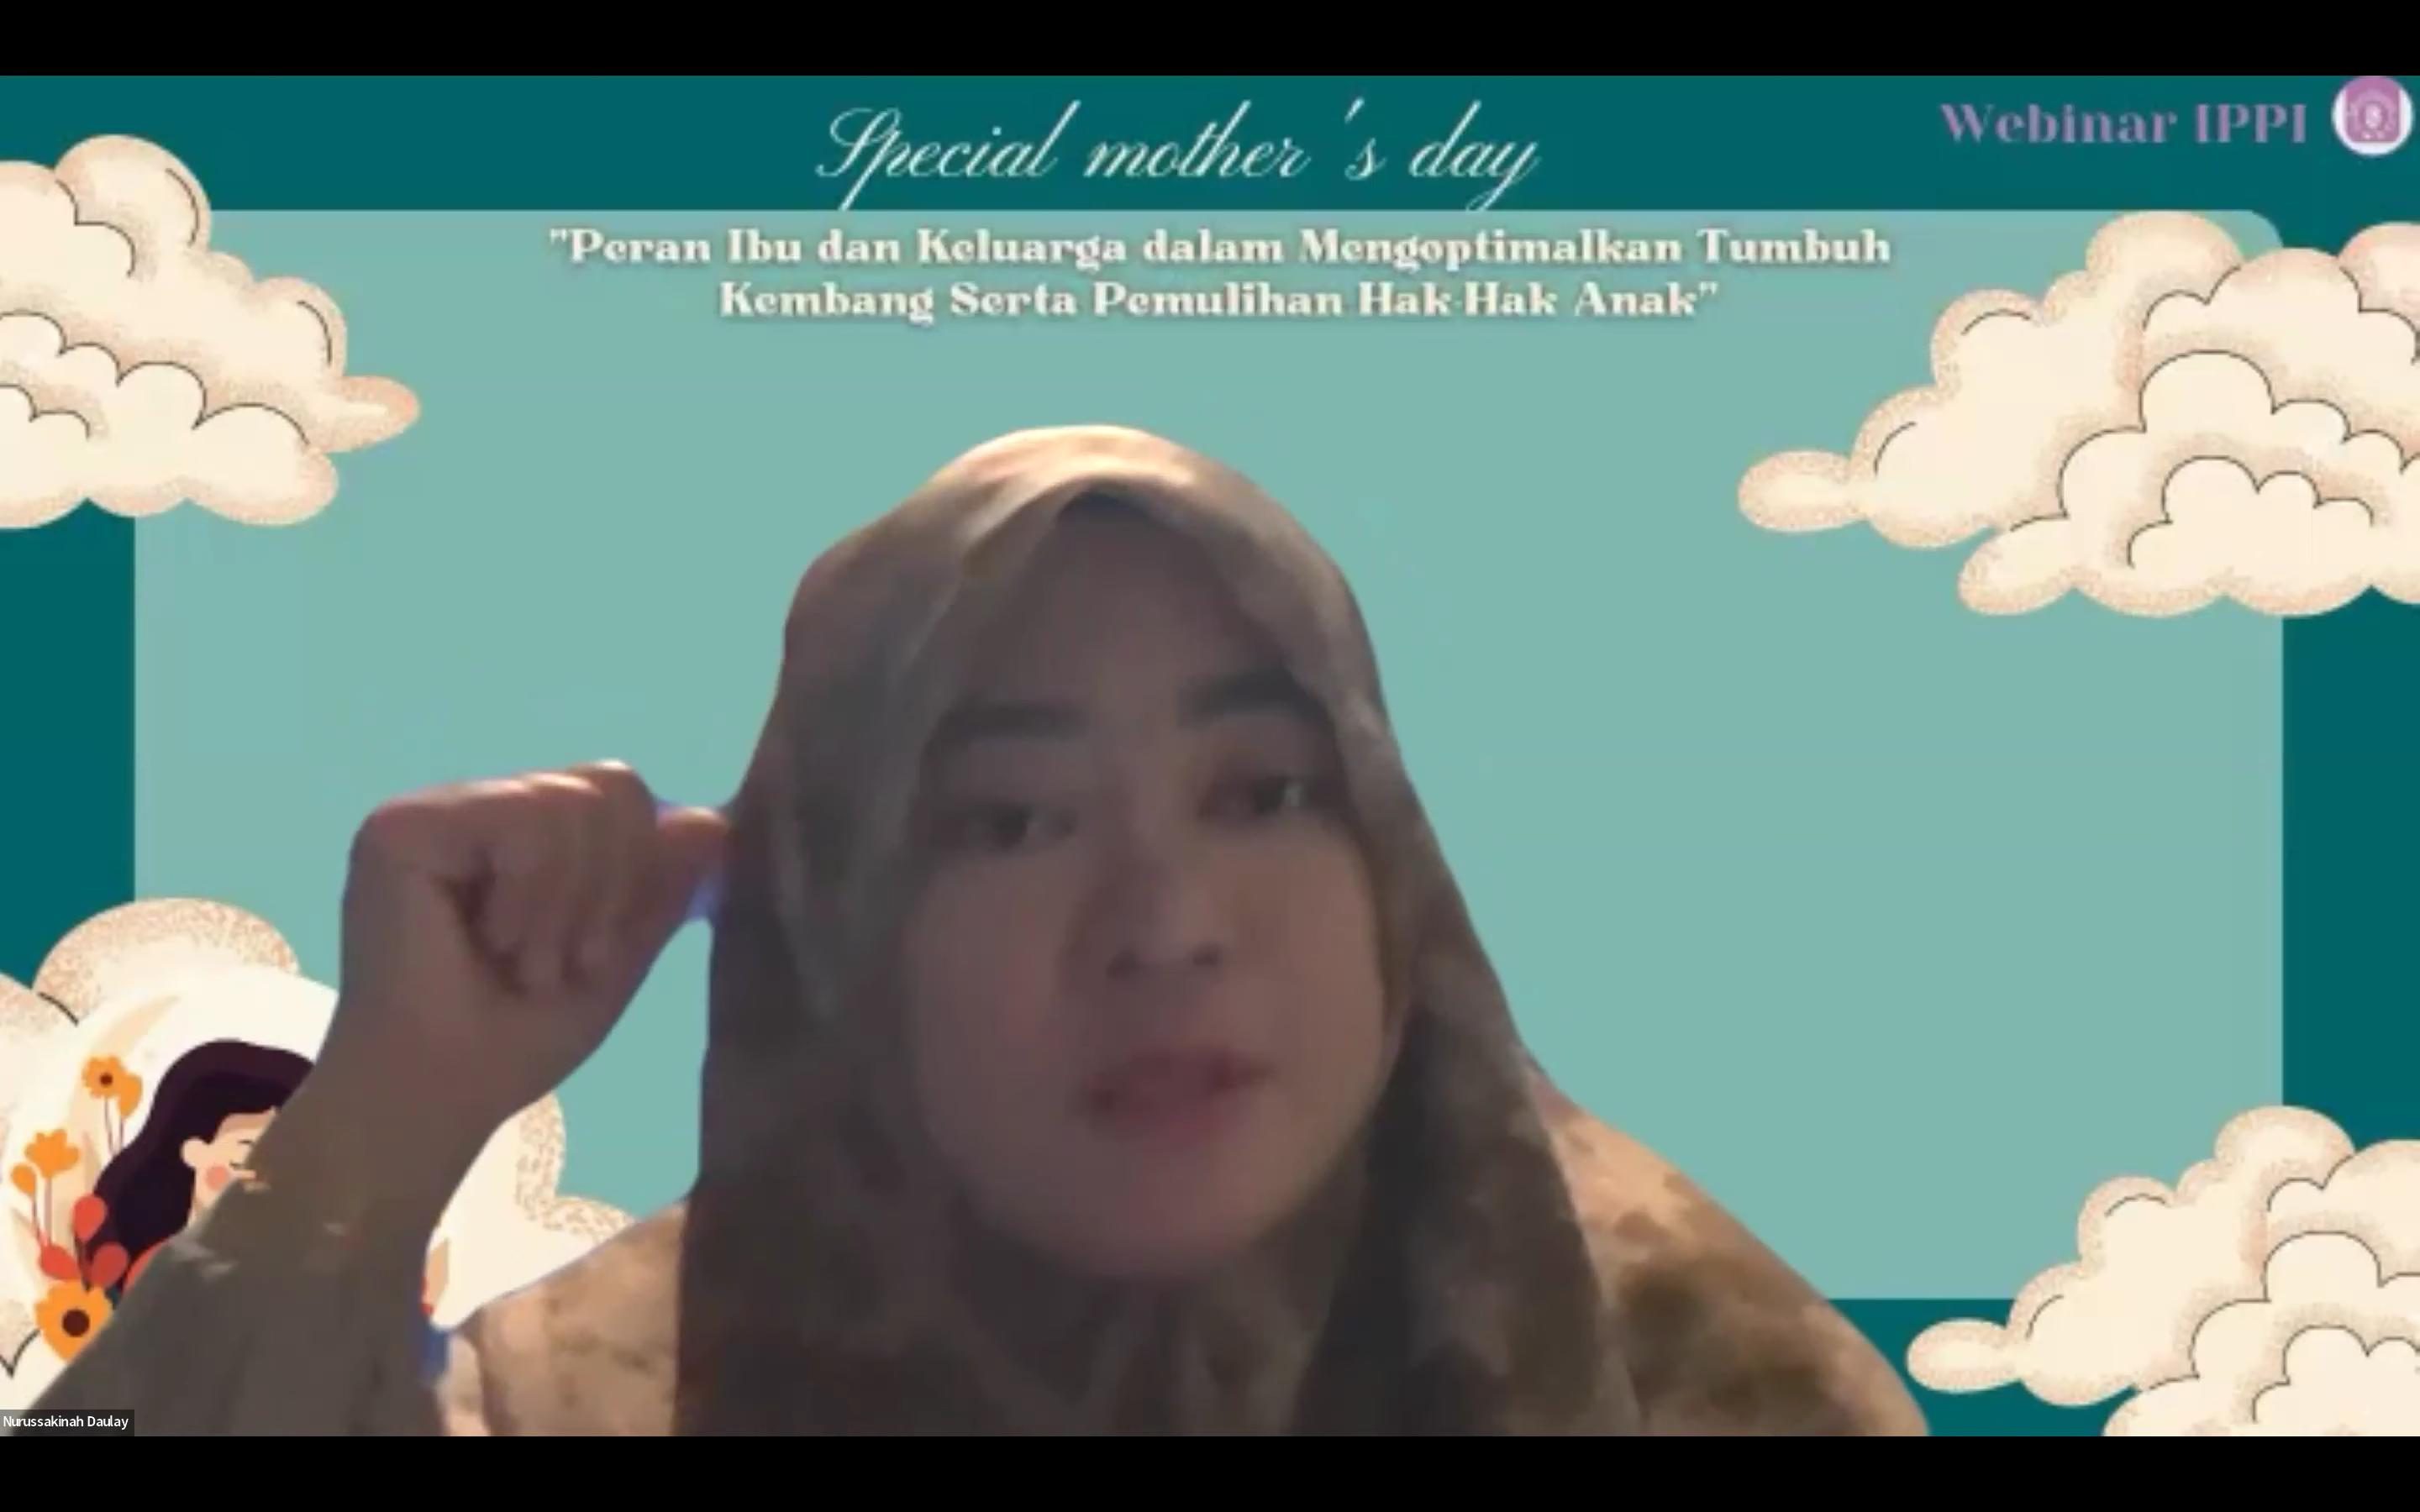 Special mother's day
Webinar IPPI
"Peran Ibu dan Keluarga dalam Mengoptimalkan Tumbuh
Kembang Serta Pemulihan Hak-Hak Anak"
Nurussakinah Daulay